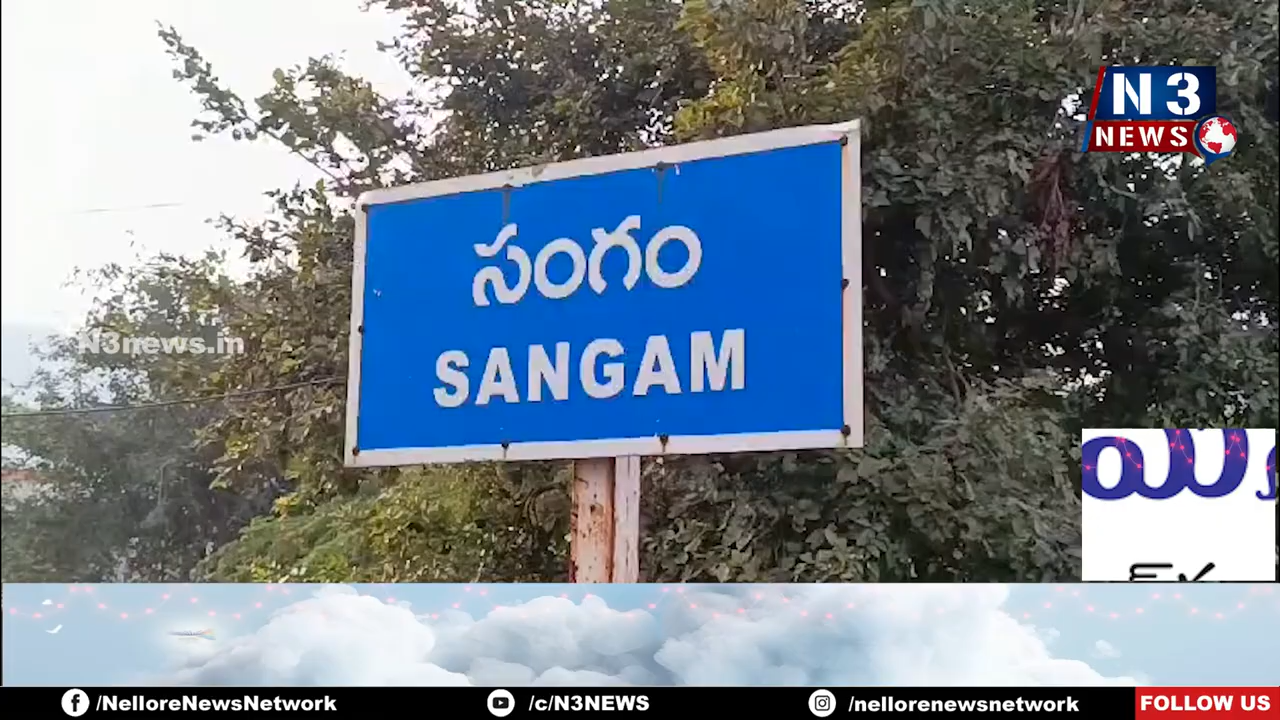 N3
NEWS
సంగం
SANGAM
N3news.in
/NelloreNewsNetwork
/c/N3NEWS
/nellorenewsnetwork
FOLLOW US